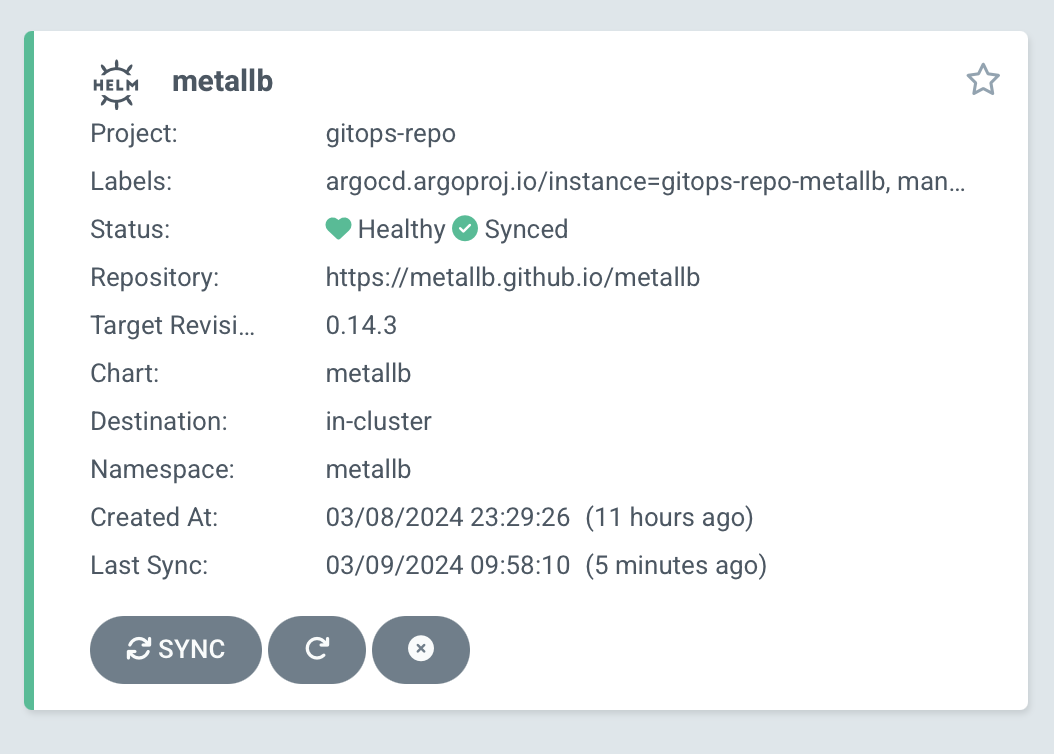 HELM metallb
Project: gitops-repo
Labels: argocd.argoproj.io/instance=gitops-repo-metallb, man...
Status: Healthy Synced
Repository: https://metallb.github.io/metallb
Target Revisi... 0.14.3
Chart: metallb
Destination: in-cluster
Namespace: metallb
Created At: 03/08/2024 23:29:26 (11 hours ago)
Last Sync: 03/09/2024 09:58:10 (5 minutes ago)
SYNC